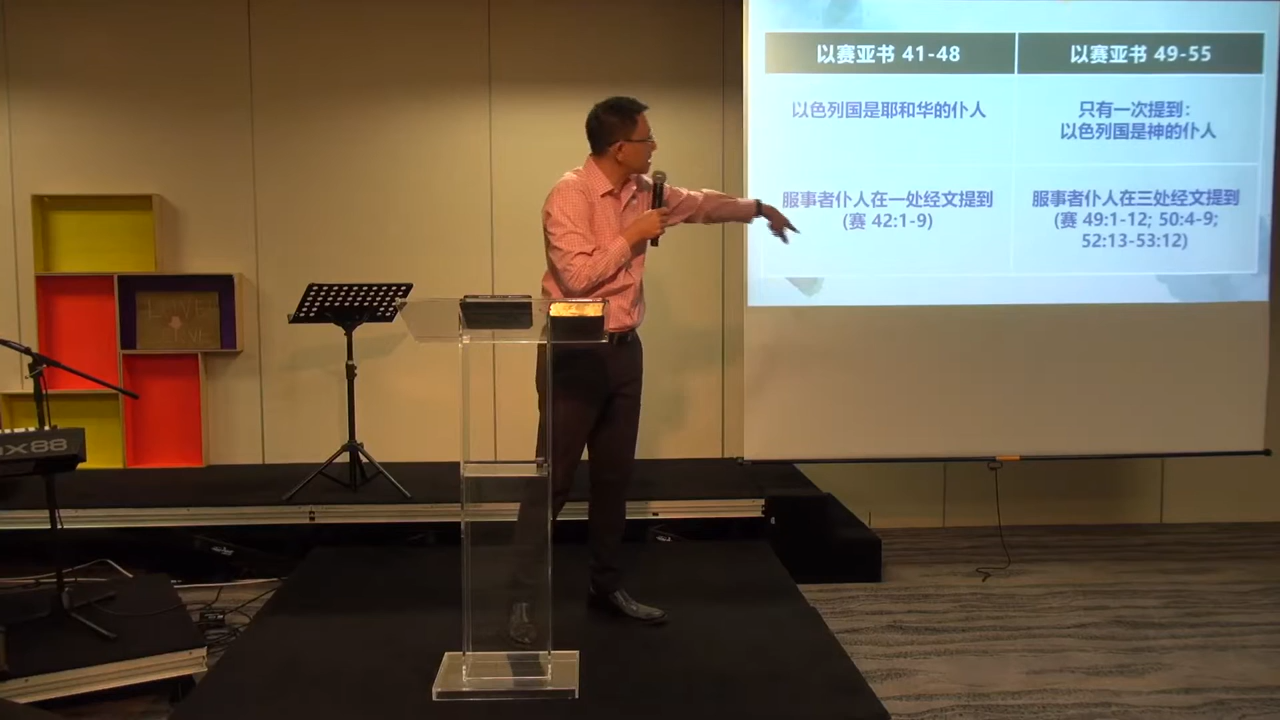 以赛亚书 41-48
以赛亚书 49-55
以色列国是耶和华的仆人
只有一次提到：
以色列国是神的仆人
服事者仆人在一处经文提到
(赛 42:1-9)
服事者仆人在三处经文提到
(赛 49:1-12; 50:4-9;
52:13-53:12)
LOVE
x88